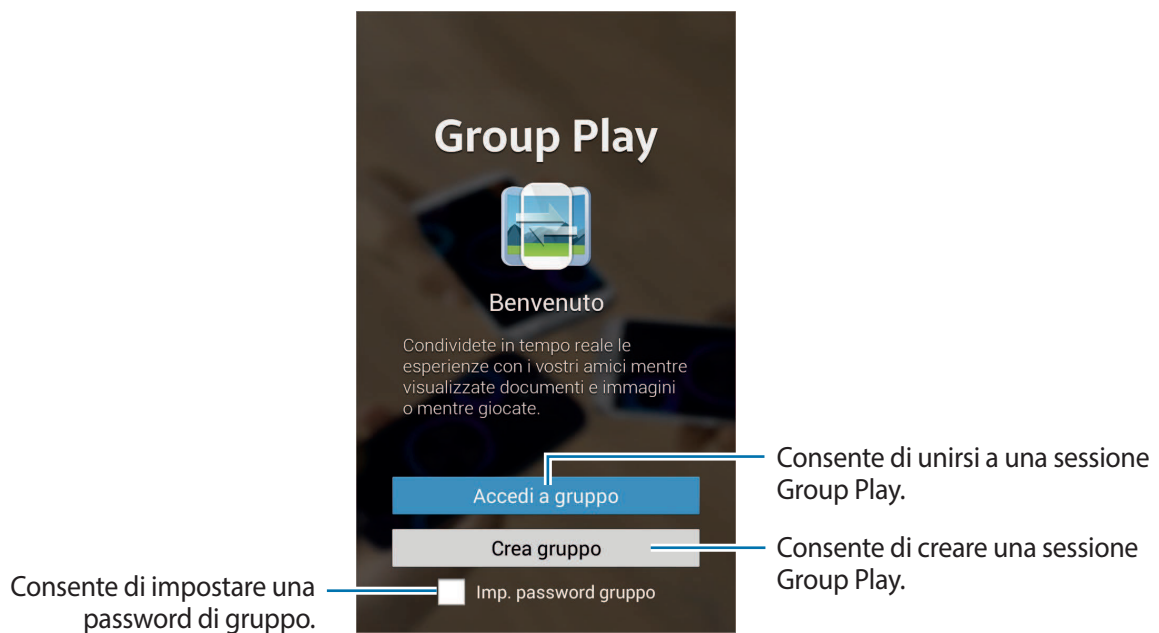 Group Play
Benvenuto
Condividete in tempo reale le
esperienze con i vostri amici mentre
visualizzate documenti e immagini
o mentre giocate.
Accedi a gruppo
Consente di unirsi a una sessione
Group Play.
Crea gruppo
Consente di creare una sessione
Group Play.
Imp. password gruppo
Consente di impostare una
password di gruppo.